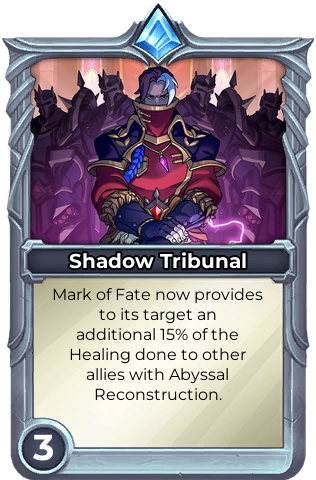 Shadow Tribunal
Mark of Fate now provides
to its target an
additional 15% of the
Healing done to other
allies with Abyssal
Reconstruction.
3